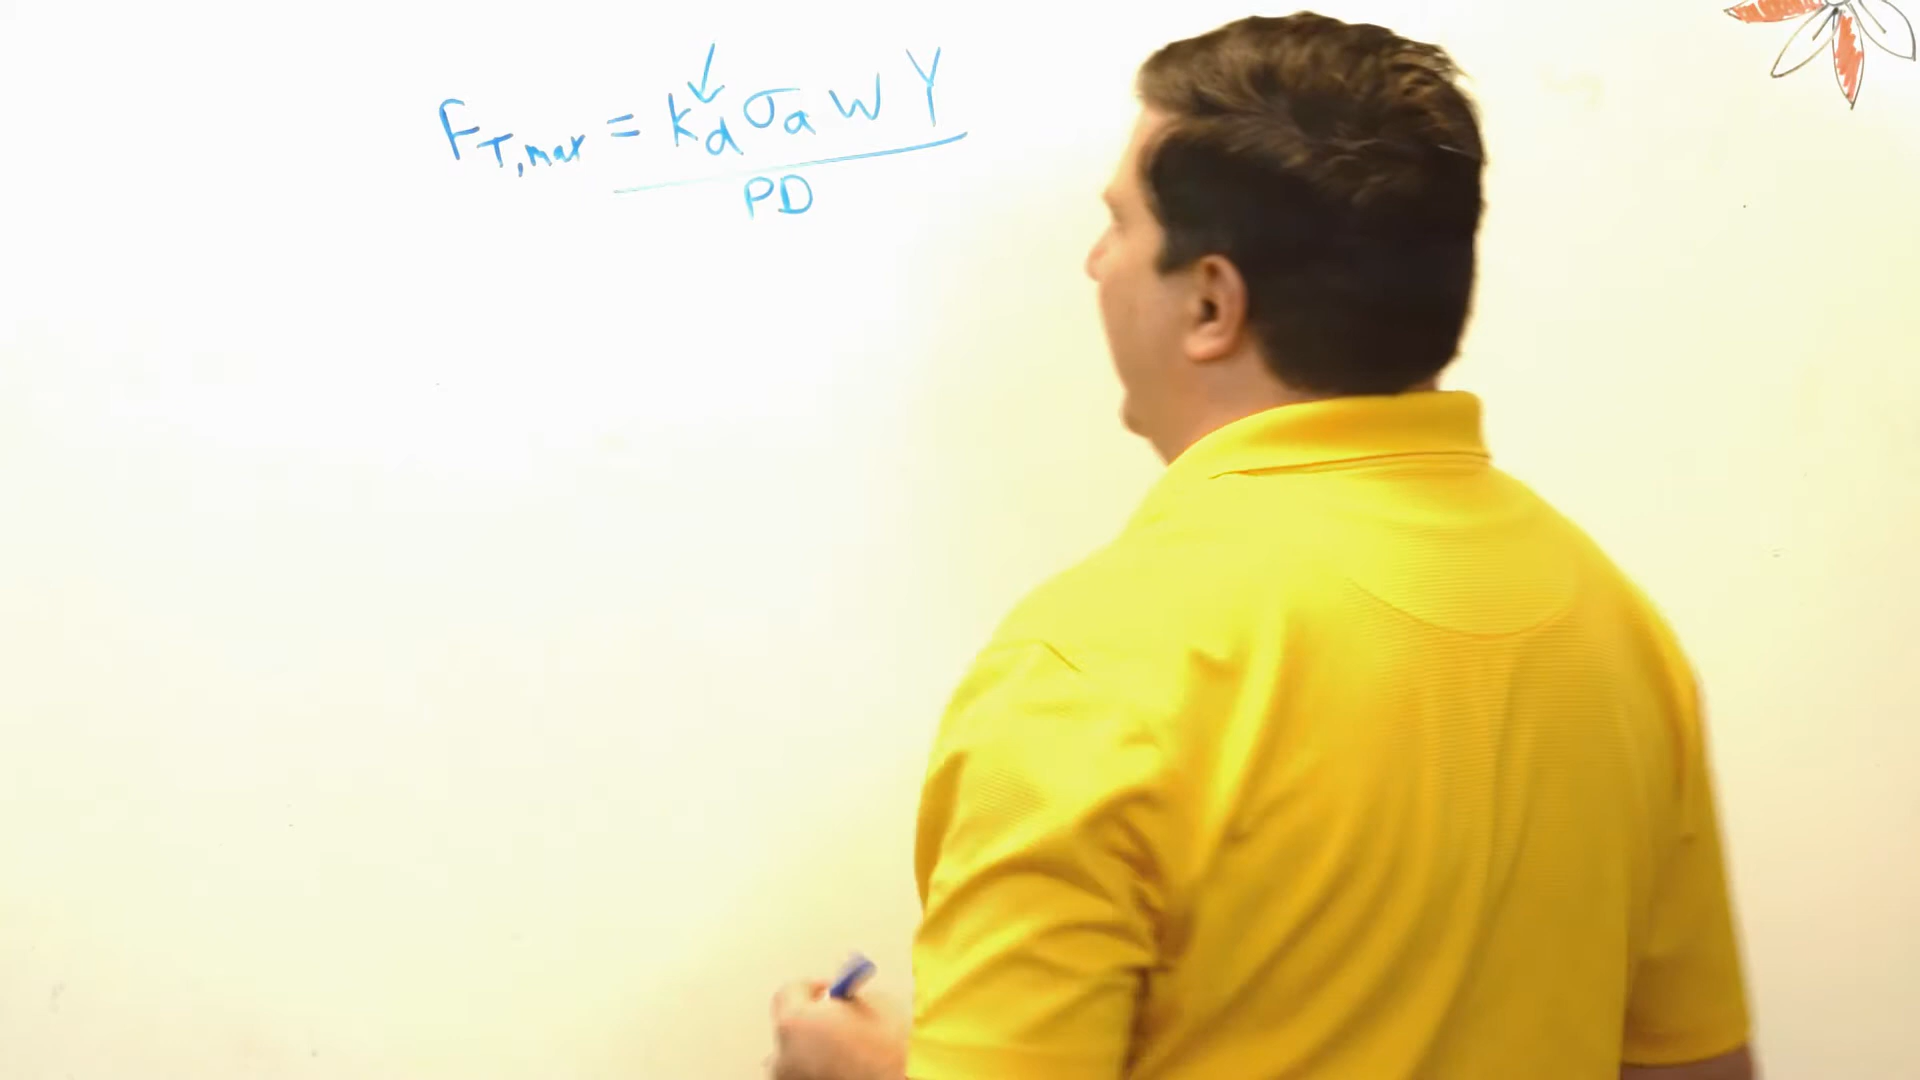 F_T,max = k_d σ_a W Y
PD